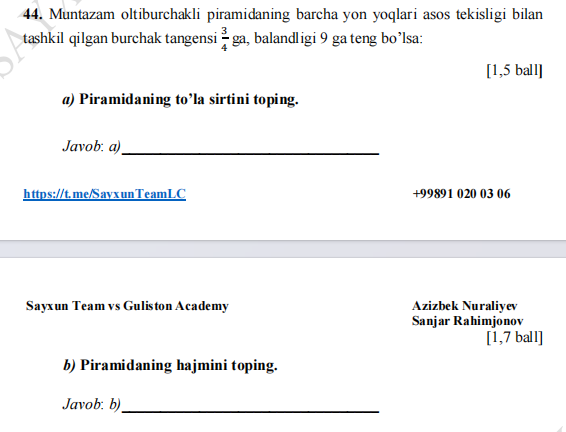 44. Muntazam oltiburchakli piramidaning barcha yon yoqlari asos tekisligi bilan
tashkil qilgan burchak tangensi 3/4 ga, balandligi 9 ga teng bo’lsa:
[1,5 ball]
a) Piramidaning to’la sirtini toping.
Javob: a)_______________________________
https://t.me/SayxunTeamLC +99891 020 03 06
Sayxun Team vs Guliston Academy Azizbek Nuraliyev
Sanjar Rahimjonov
[1,7 ball]
b) Piramidaning hajmini toping.
Javob: b)_______________________________